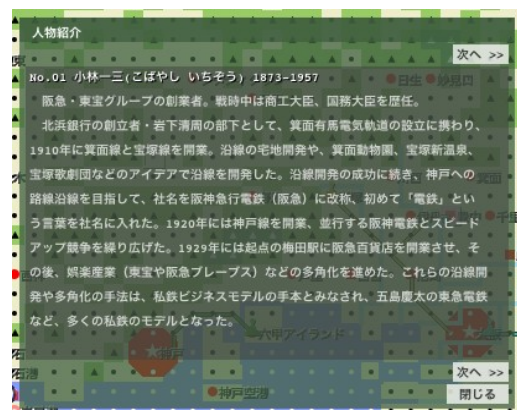 人物紹介
次へ >>
No.01 小林一三(こばやし いちぞう) 1873-1957
阪急・東宝グループの創業者。戦時中は商工大臣、国務大臣を歴任。
北浜銀行の創立者・岩下清周の部下として、箕面有馬電気軌道の設立に携わり、
1910年に箕面線と宝塚線を開業。沿線の宅地開発や、箕面動物園、宝塚新温泉、
宝塚歌劇団などのアイデアで沿線を開発した。沿線開発の成功に続き、神戸への
路線沿線を目指して、社名を阪神急行電鉄（阪急）に改称、初めて「電鉄」とい
う言葉を社名に入れた。1920年には神戸線を開業、並行する阪神電鉄とスピード
アップ競争を繰り広げた。1929年には起点の梅田駅に阪急百貨店を開業させ、そ
の後、娯楽産業（東宝や阪急ブレーブス）などの多角化を進めた。これらの沿線開
発や多角化の手法は、私鉄ビジネスモデルの手本とみなされ、五島慶太の東急電鉄
など、多くの私鉄のモデルとなった。
日生
妙見口
箕面
千里
六甲アイランド
神戸
神戸空港
次へ >>
閉じる